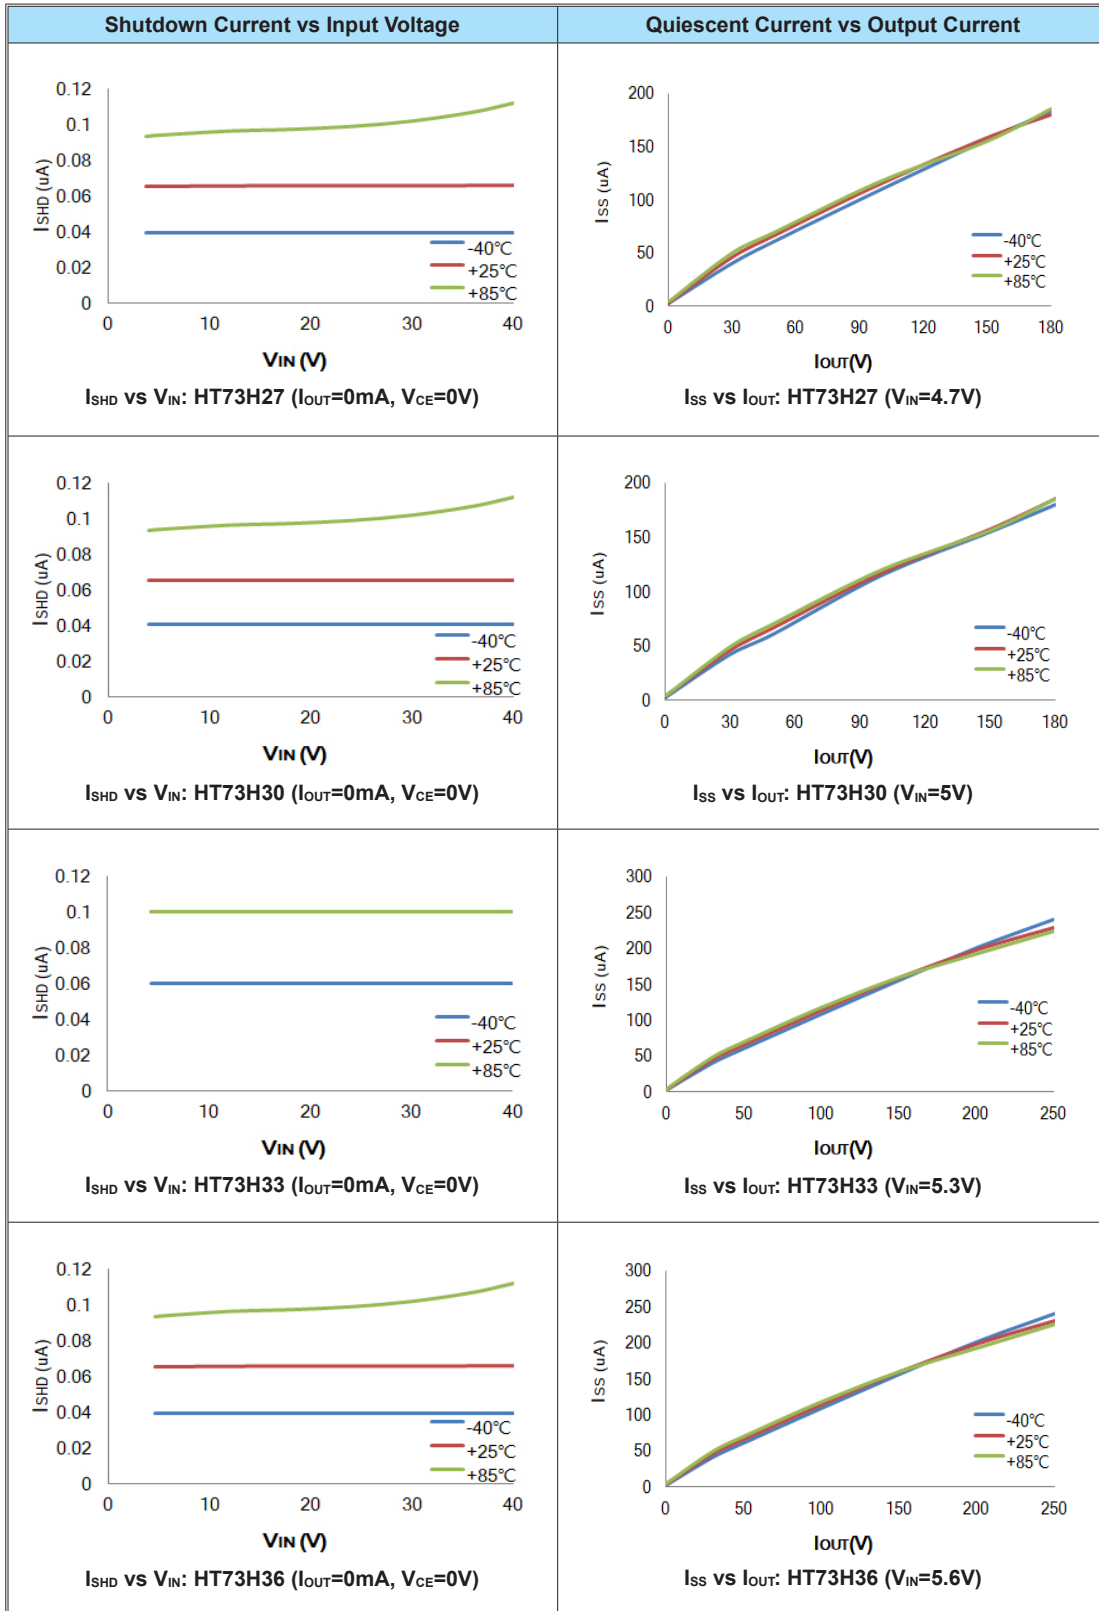 Shutdown Current vs Input Voltage
Quiescent Current vs Output Current
ISHD (uA)
0.12
0.1
0.08
0.06
0.04
0.02
0
0 10 20 30 40
-40℃
+25℃
+85℃
VIN (V)
ISHD vs VIN: HT73H27 (IOUT=0mA, VCE=0V)
ISS (uA)
200
150
100
50
0
0 30 60 90 120 150 180
-40℃
+25℃
+85℃
IOUT(V)
ISS vs IOUT: HT73H27 (VIN=4.7V)
ISHD (uA)
0.12
0.1
0.08
0.06
0.04
0.02
0
0 10 20 30 40
-40℃
+25℃
+85℃
VIN (V)
ISHD vs VIN: HT73H30 (IOUT=0mA, VCE=0V)
ISS (uA)
200
150
100
50
0
0 30 60 90 120 150 180
-40℃
+25℃
+85℃
IOUT(V)
ISS vs IOUT: HT73H30 (VIN=5V)
ISHD (uA)
0.12
0.1
0.08
0.06
0.04
0.02
0
0 10 20 30 40
-40℃
+25℃
+85℃
VIN (V)
ISHD vs VIN: HT73H33 (IOUT=0mA, VCE=0V)
ISS (uA)
300
250
200
150
100
50
0
0 50 100 150 200 250
-40℃
+25℃
+85℃
IOUT(V)
ISS vs IOUT: HT73H33 (VIN=5.3V)
ISHD (uA)
0.12
0.1
0.08
0.06
0.04
0.02
0
0 10 20 30 40
-40℃
+25℃
+85℃
VIN (V)
ISHD vs VIN: HT73H36 (IOUT=0mA, VCE=0V)
ISS (uA)
300
250
200
150
100
50
0
0 50 100 150 200 250
-40℃
+25℃
+85℃
IOUT(V)
ISS vs IOUT: HT73H36 (VIN=5.6V)